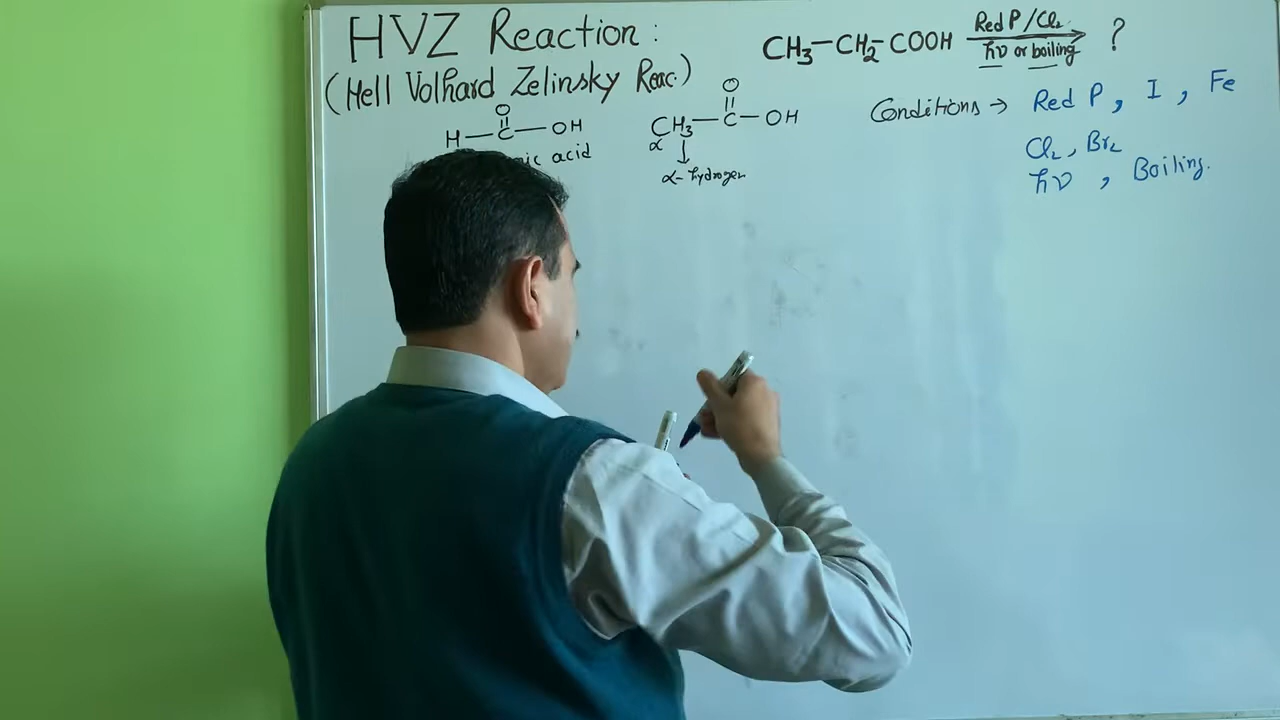 HVZ Reaction :
(Hell Volhard Zelinsky Reac.)
O
H—C—OH
ic acid
O
CH3—C—OH
α
α- hydrogen
CH3—CH2—COOH Red P/Cl2 hν or boiling ?
Conditions → Red P, I, Fe
Cl2, Br2
hν , Boiling.